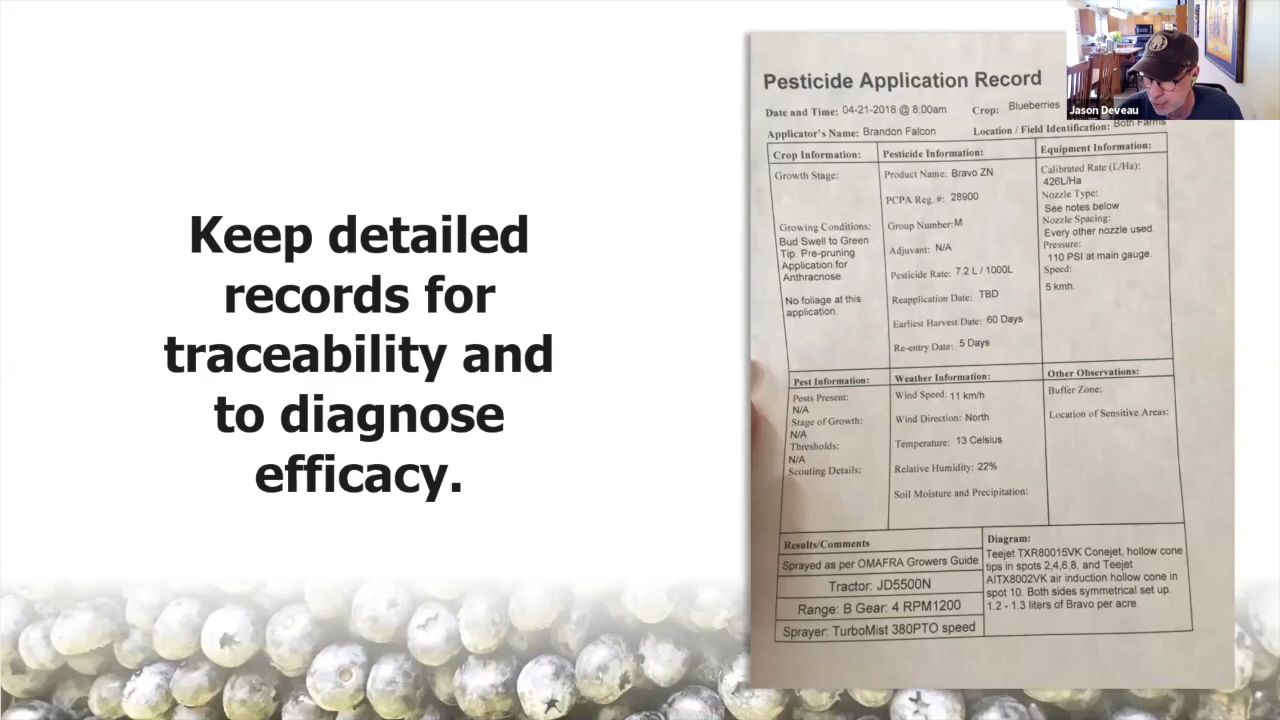 Keep detailed
records for
traceability and
to diagnose
efficacy.
Jason Deveau
Pesticide Application Record
Date and Time: 04-21-2018 @ 8:00am Crop: Blueberries
Applicator's Name: Brandon Falcon Location / Field Identification: Both Farms
Crop Information:
Growth Stage:
Growing Conditions:
Bud Swell to Green
Tip. Pre-pruning
Application for
Anthracnose.
No foliage at this
application.
Pesticide Information:
Product Name: Bravo ZN
PCPA Reg. #: 28900
Group Number: M
Adjuvant: N/A
Pesticide Rate: 7.2 L / 1000L
Reapplication Date: TBD
Earliest Harvest Date: 60 Days
Re-entry Date: 5 Days
Equipment Information:
Calibrated Rate (L/Ha):
426L/Ha
Nozzle Type:
See notes below
Nozzle Spacing:
Every other nozzle used.
Pressure:
110 PSI at main gauge.
Speed:
5 kmh.
Pest Information:
Pests Present:
N/A
Stage of Growth:
N/A
Thresholds:
N/A
Scouting Details:
Weather Information:
Wind Speed: 11 km/h
Wind Direction: North
Temperature: 13 Celsius
Relative Humidity: 22%
Soil Moisture and Precipitation:
Other Observations:
Buffer Zone:
Location of Sensitive Areas:
Results/Comments
Sprayed as per OMAFRA Growers Guide
Tractor: JD5500N
Range: B Gear: 4 RPM1200
Sprayer: TurboMist 380PTO speed
Diagram:
Teejet TXR80015VK Conejet, hollow cone
tips in spots 2,4,6,8, and Teejet
AITX8002VK air induction hollow cone in
spot 10. Both sides symmetrical set up.
1.2 - 1.3 liters of Bravo per acre.